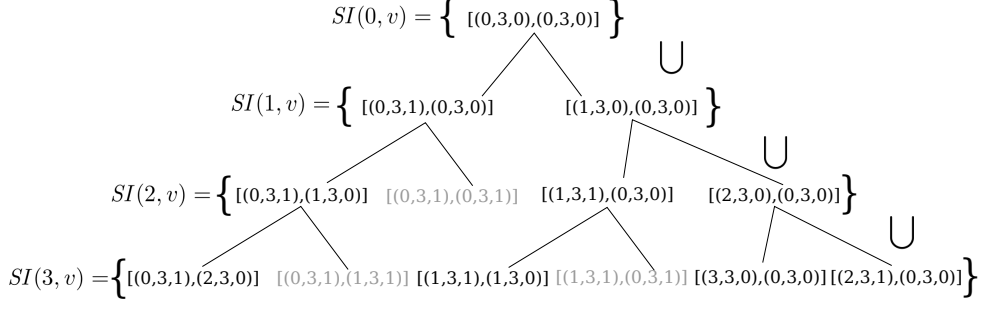 SI(0, v) = { [(0,3,0),(0,3,0)] }
⋃
SI(1, v) = { [(0,3,1),(0,3,0)] [(1,3,0),(0,3,0)] }
⋃
SI(2, v) = { [(0,3,1),(1,3,0)] [(0,3,1),(0,3,1)] [(1,3,1),(0,3,0)] [(2,3,0),(0,3,0)] }
⋃
SI(3, v) = { [(0,3,1),(2,3,0)] [(0,3,1),(1,3,1)] [(1,3,1),(1,3,0)] [(1,3,1),(0,3,1)] [(3,3,0),(0,3,0)] [(2,3,1),(0,3,0)] }